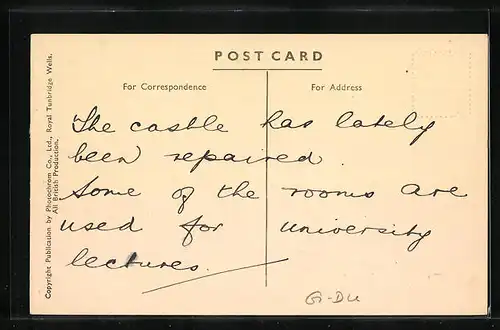 POST CARD
For Correspondence
For Address
The castle has lately
been repaired.
Some of the rooms are
used for university
lectures.
G-Du
Copyright Publication by Photochrom Co., Ltd., Royal Tunbridge Wells.
All British Production.